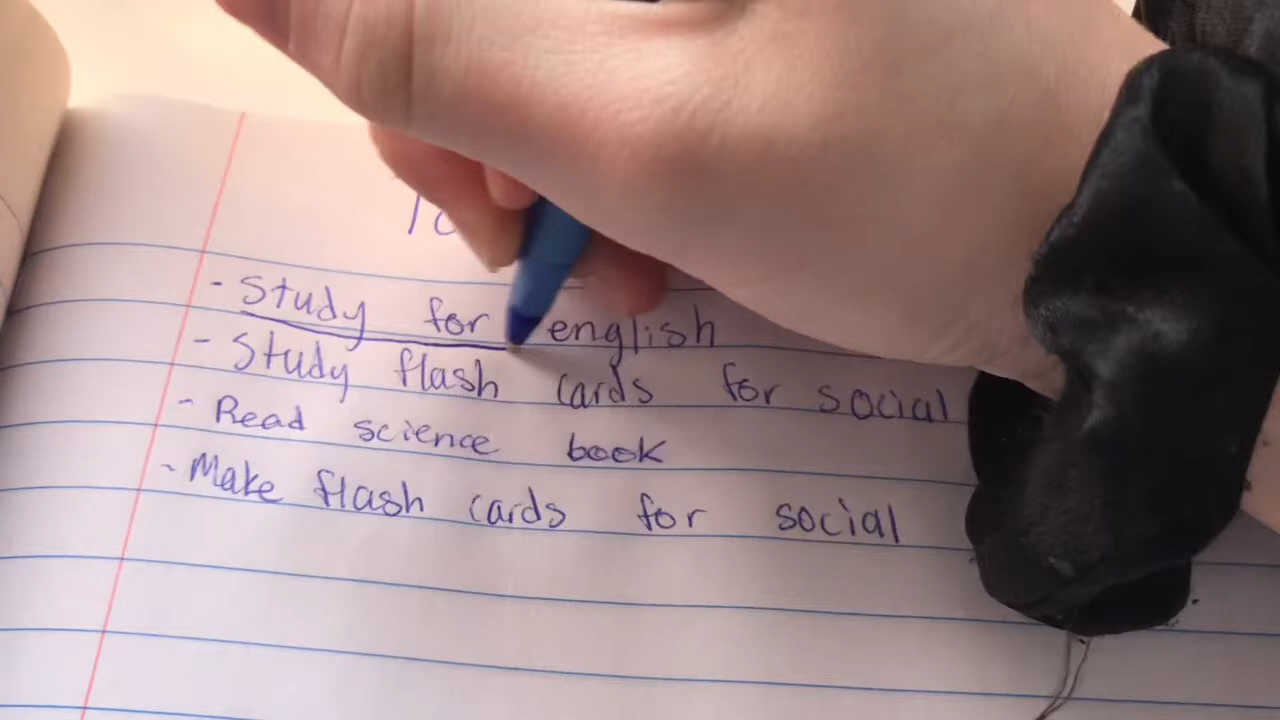 - Study for english
- Study flash cards for social
- Read science book
- Make flash cards for social